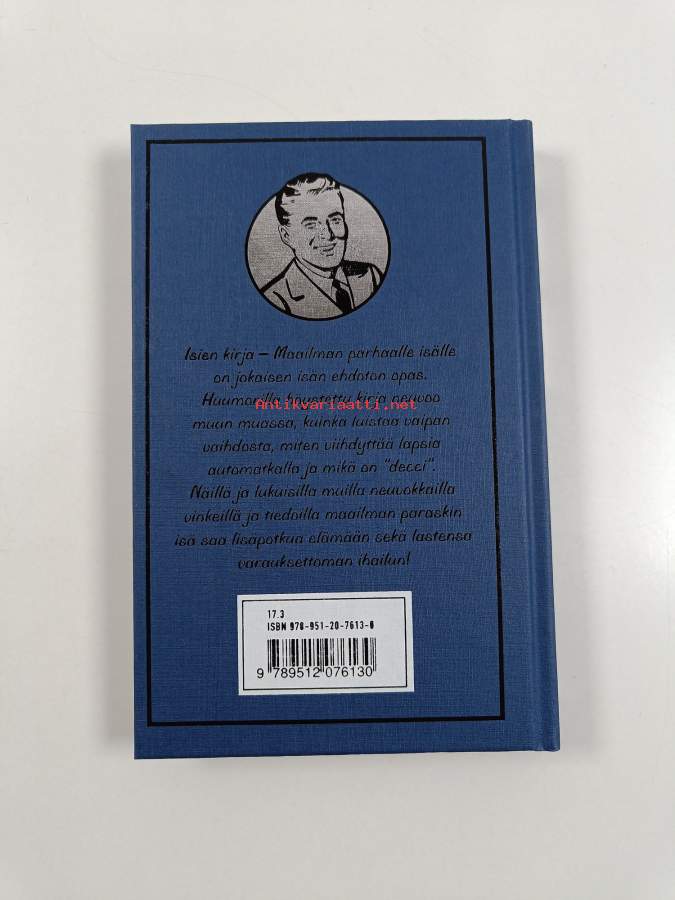 Isien kirja – Maailman parhaalle isälle
on jokaisen isän ehdoton opas.
Huumorilla höystetty kirja neuvoo
Antikvariaatti.net
muun muassa, kuinka luistaa vaipan
vaihdosta, miten viihdyttää lapsia
automatkalla ja mikä on "decci".
Näillä ja lukuisilla muilla neuvokkailla
vinkeillä ja tiedoilla maailman paraskin
isä saa lisäpotkua elämään sekä lastensa
varauksettoman ihailun!
17.3
ISBN 978-951-20-7613-0
9 789512 076130